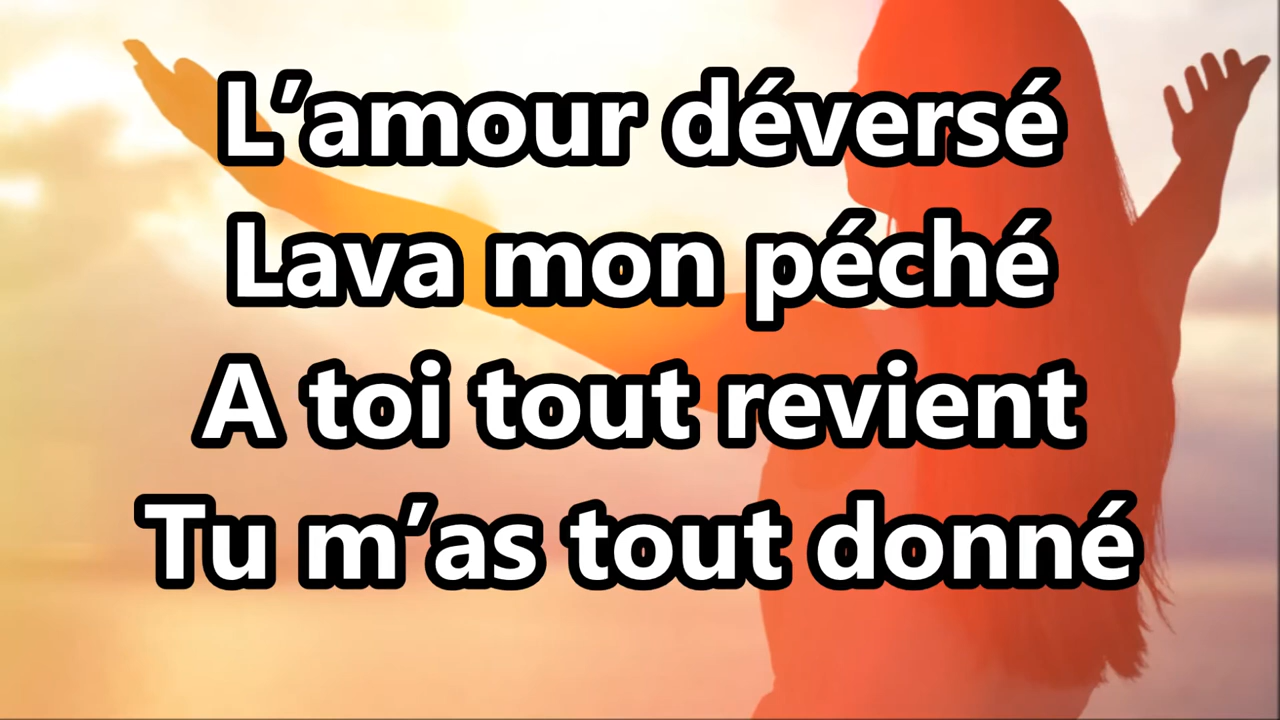 L’amour déversé
Lava mon péché
A toi tout revient
Tu m’as tout donné